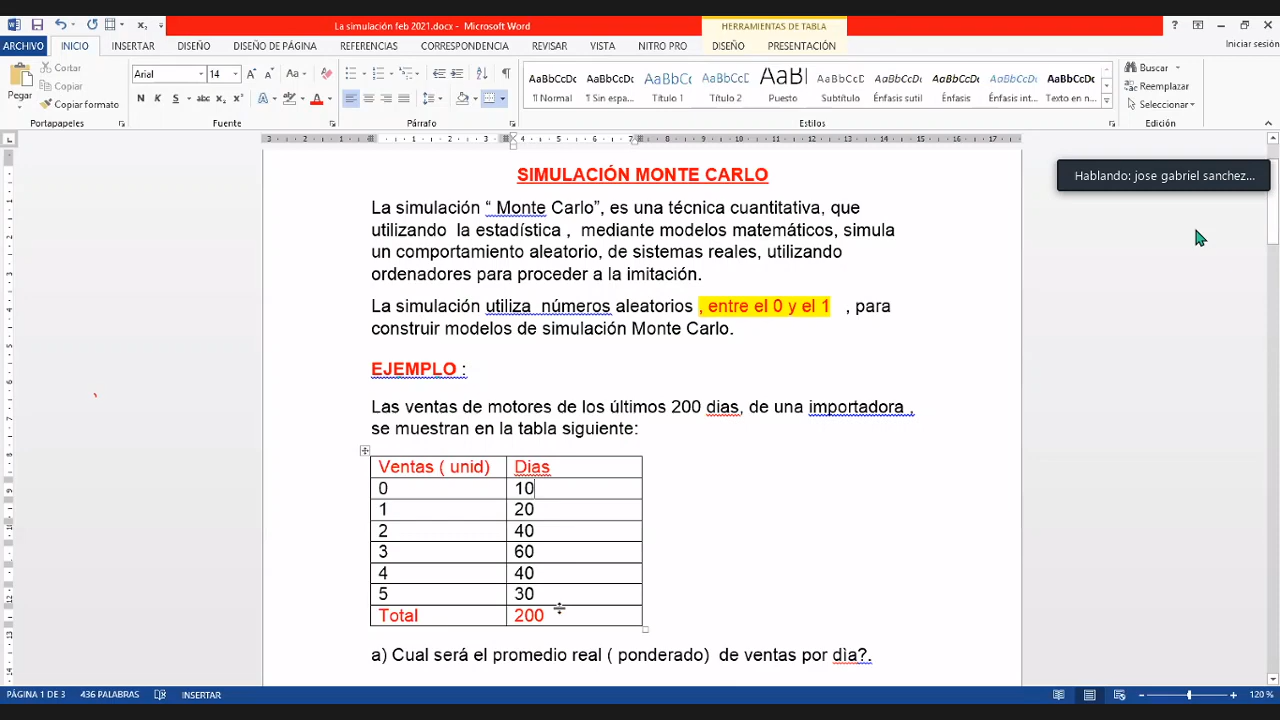 La simulación feb 2021.docx - Microsoft Word
HERRAMIENTAS DE TABLA
?
ARCHIVO INICIO INSERTAR DISEÑO DISEÑO DE PÁGINA REFERENCIAS CORRESPONDENCIA REVISAR VISTA NITRO PRO DISEÑO PRESENTACIÓN Iniciar sesión
Pegar
Cortar
Copiar
Copiar formato
Portapapeles
Arial 14
N K S abc x₂ x²
Fuente
Párrafo
AaBbCcDc AaBbCcDc AaBbCc AaBbCcD AaBl AaBbCcD AaBbCcDc AaBbCcDc AaBbCcDc AaBbCcDc
¶ Normal ¶ Sin espa... Título 1 Título 2 Puesto Subtítulo Énfasis sutil Énfasis Énfasis int... Texto en n...
Estilos
Buscar
Reemplazar
Seleccionar
Edición
Hablando: jose gabriel sanchez...
SIMULACIÓN MONTE CARLO
La simulación “ Monte Carlo”, es una técnica cuantitativa, que
utilizando la estadística , mediante modelos matemáticos, simula
un comportamiento aleatorio, de sistemas reales, utilizando
ordenadores para proceder a la imitación.
La simulación utiliza números aleatorios , entre el 0 y el 1 , para
construir modelos de simulación Monte Carlo.
EJEMPLO :
Las ventas de motores de los últimos 200 dias, de una importadora ,
se muestran en la tabla siguiente:
Ventas ( unid) Dias
0 10
1 20
2 40
3 60
4 40
5 30
Total 200
a) Cual será el promedio real ( ponderado) de ventas por dìa?.
PÁGINA 1 DE 3 436 PALABRAS INSERTAR 120 %